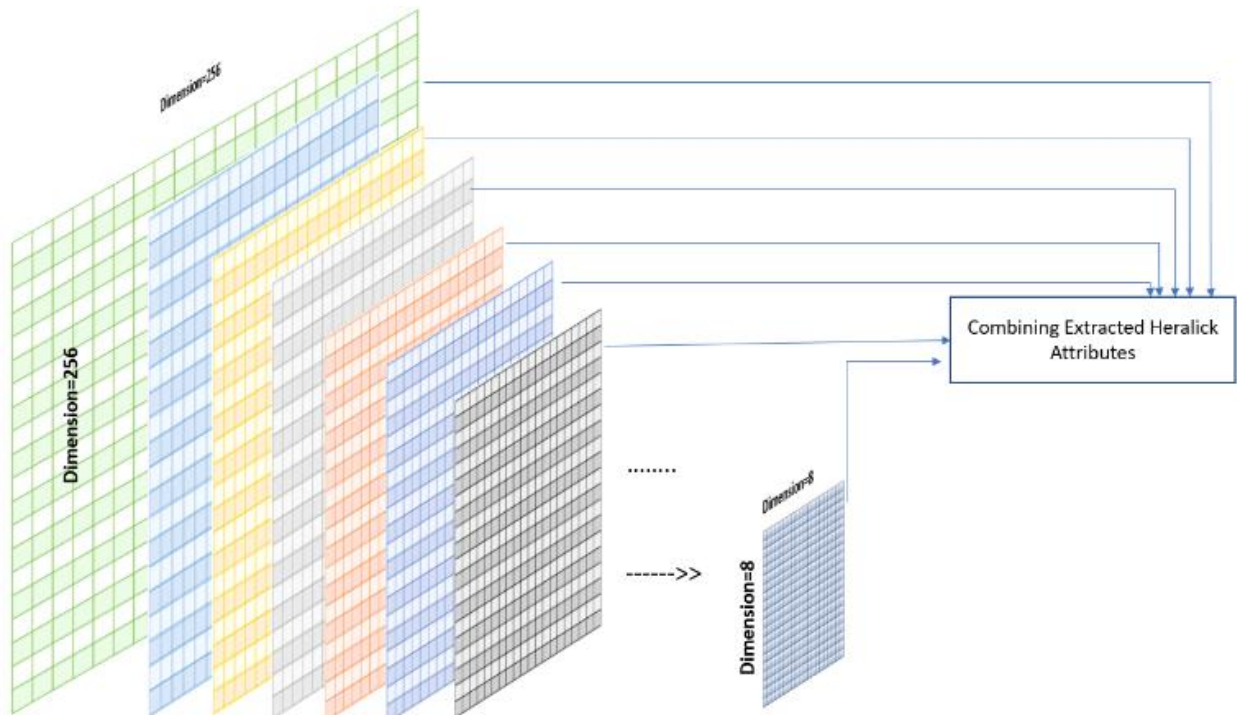 Dimension=256
Dimension=256
Combining Extracted Heralick
Attributes
........
Dimension=8
Dimension=8
------>>